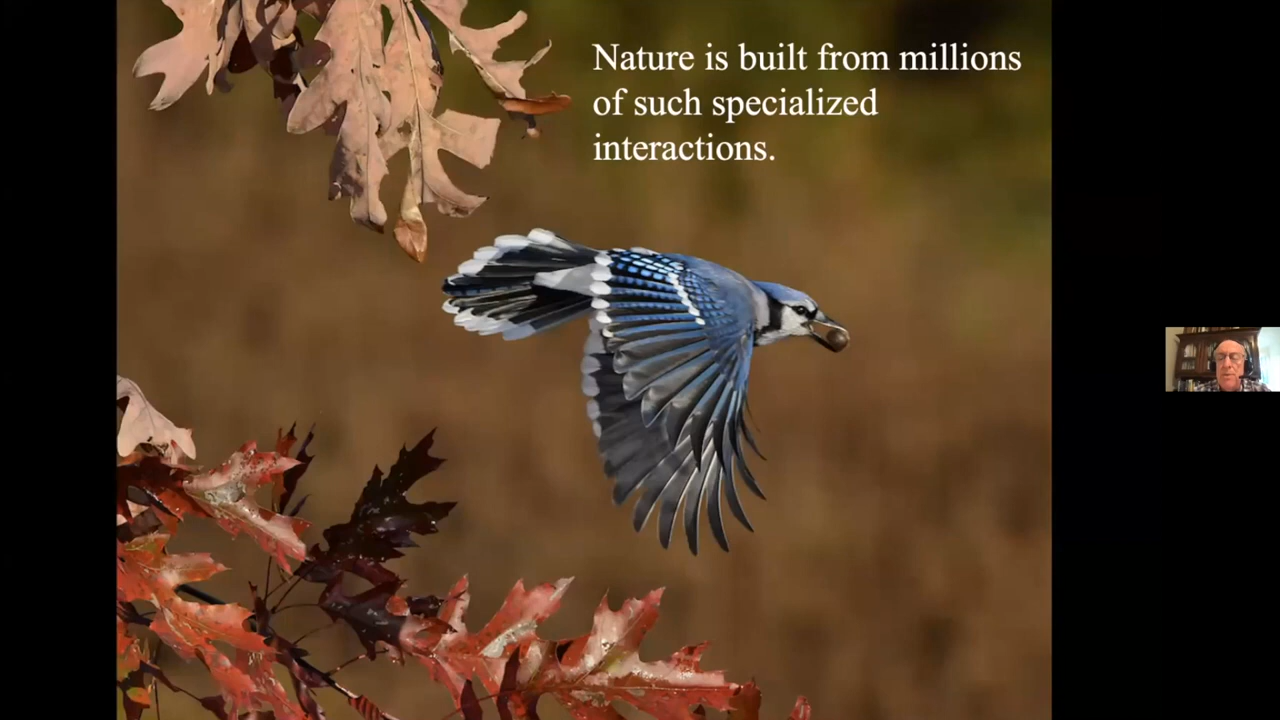 Nature is built from millions
of such specialized
interactions.